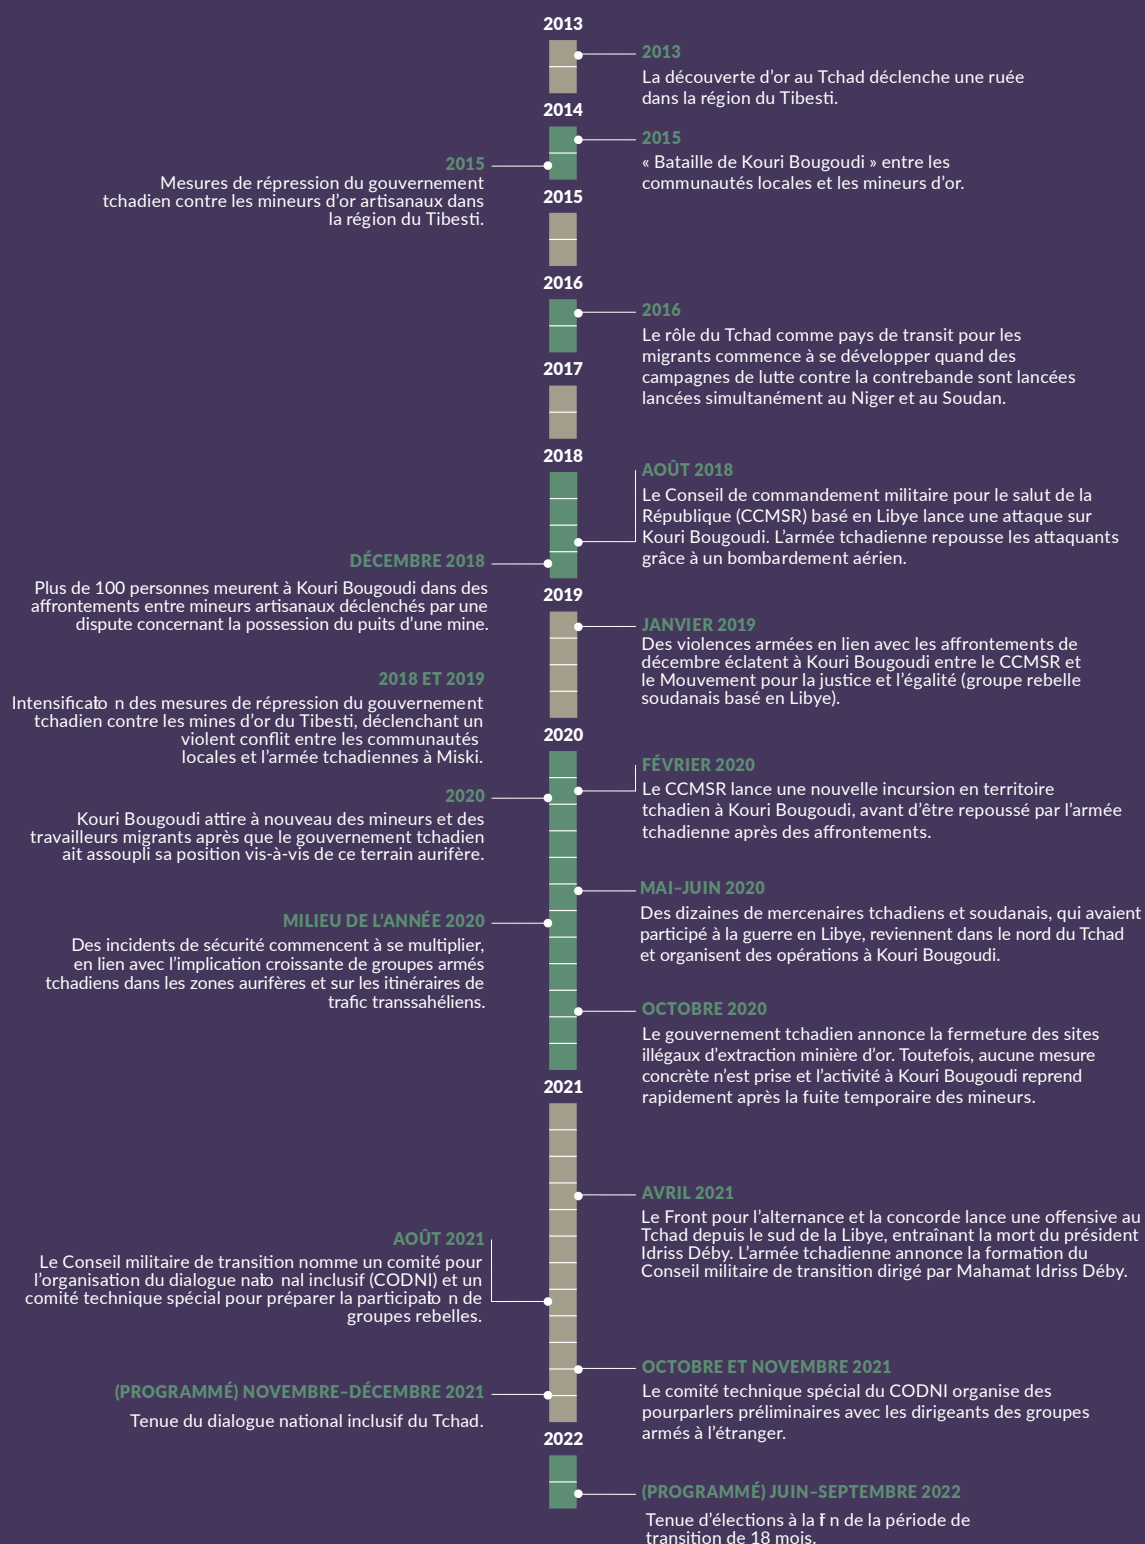 2013
2013
La découverte d’or au Tchad déclenche une ruée
dans la région du Tibesti.
2014
2015
« Bataille de Kouri Bougoudi » entre les
communautés locales et les mineurs d’or.
2015
Mesures de répression du gouvernement
tchadien contre les mineurs d’or artisanaux dans
la région du Tibesti.
2015
2016
2016
Le rôle du Tchad comme pays de transit pour les
migrants commence à se développer quand des
campagnes de lutte contre la contrebande sont lancées
lancées simultanément au Niger et au Soudan.
2017
2018
AOÛT 2018
Le Conseil de commandement militaire pour le salut de la
République (CCMSR) basé en Libye lance une attaque sur
Kouri Bougoudi. L’armée tchadienne repousse les attaquants
grâce à un bombardement aérien.
DÉCEMBRE 2018
Plus de 100 personnes meurent à Kouri Bougoudi dans des
affrontements entre mineurs artisanaux déclenchés par une
dispute concernant la possession du puits d’une mine.
2019
JANVIER 2019
Des violences armées en lien avec les affrontements de
décembre éclatent à Kouri Bougoudi entre le CCMSR et
le Mouvement pour la justice et l’égalité (groupe rebelle
soudanais basé en Libye).
2018 ET 2019
Intensificato n des mesures de répression du gouvernement
tchadien contre les mines d’or du Tibesti, déclenchant un
violent conflit entre les communautés
locales et l’armée tchadiennes à Miski.
2020
FÉVRIER 2020
Le CCMSR lance une nouvelle incursion en territoire
tchadien à Kouri Bougoudi, avant d’être repoussé par l’armée
tchadienne après des affrontements.
2020
Kouri Bougoudi attire à nouveau des mineurs et des
travailleurs migrants après que le gouvernement tchadien
ait assoupli sa position vis-à-vis de ce terrain aurifère.
MAI–JUIN 2020
Des dizaines de mercenaires tchadiens et soudanais, qui avaient
participé à la guerre en Libye, reviennent dans le nord du Tchad
et organisent des opérations à Kouri Bougoudi.
MILIEU DE L’ANNÉE 2020
Des incidents de sécurité commencent à se multiplier,
en lien avec l’implication croissante de groupes armés
tchadiens dans les zones aurifères et sur les itinéraires de
trafic transsahéliens.
OCTOBRE 2020
Le gouvernement tchadien annonce la fermeture des sites
illégaux d’extraction minière d’or. Toutefois, aucune mesure
concrète n’est prise et l’activité à Kouri Bougoudi reprend
rapidement après la fuite temporaire des mineurs.
2021
AVRIL 2021
Le Front pour l’alternance et la concorde lance une offensive au
Tchad depuis le sud de la Libye, entraînant la mort du président
Idriss Déby. L’armée tchadienne annonce la formation du
Conseil militaire de transition dirigé par Mahamat Idriss Déby.
AOÛT 2021
Le Conseil militaire de transition nomme un comité pour
l’organisation du dialogue nato nal inclusif (CODNI) et un
comité technique spécial pour préparer la participato n de
groupes rebelles.
OCTOBRE ET NOVEMBRE 2021
Le comité technique spécial du CODNI organise des
pourparlers préliminaires avec les dirigeants des groupes
armés à l’étranger.
(PROGRAMMÉ) NOVEMBRE–DÉCEMBRE 2021
Tenue du dialogue national inclusif du Tchad.
2022
(PROGRAMMÉ) JUIN–SEPTEMBRE 2022
Tenue d’élections à la f n de la période de
transition de 18 mois.